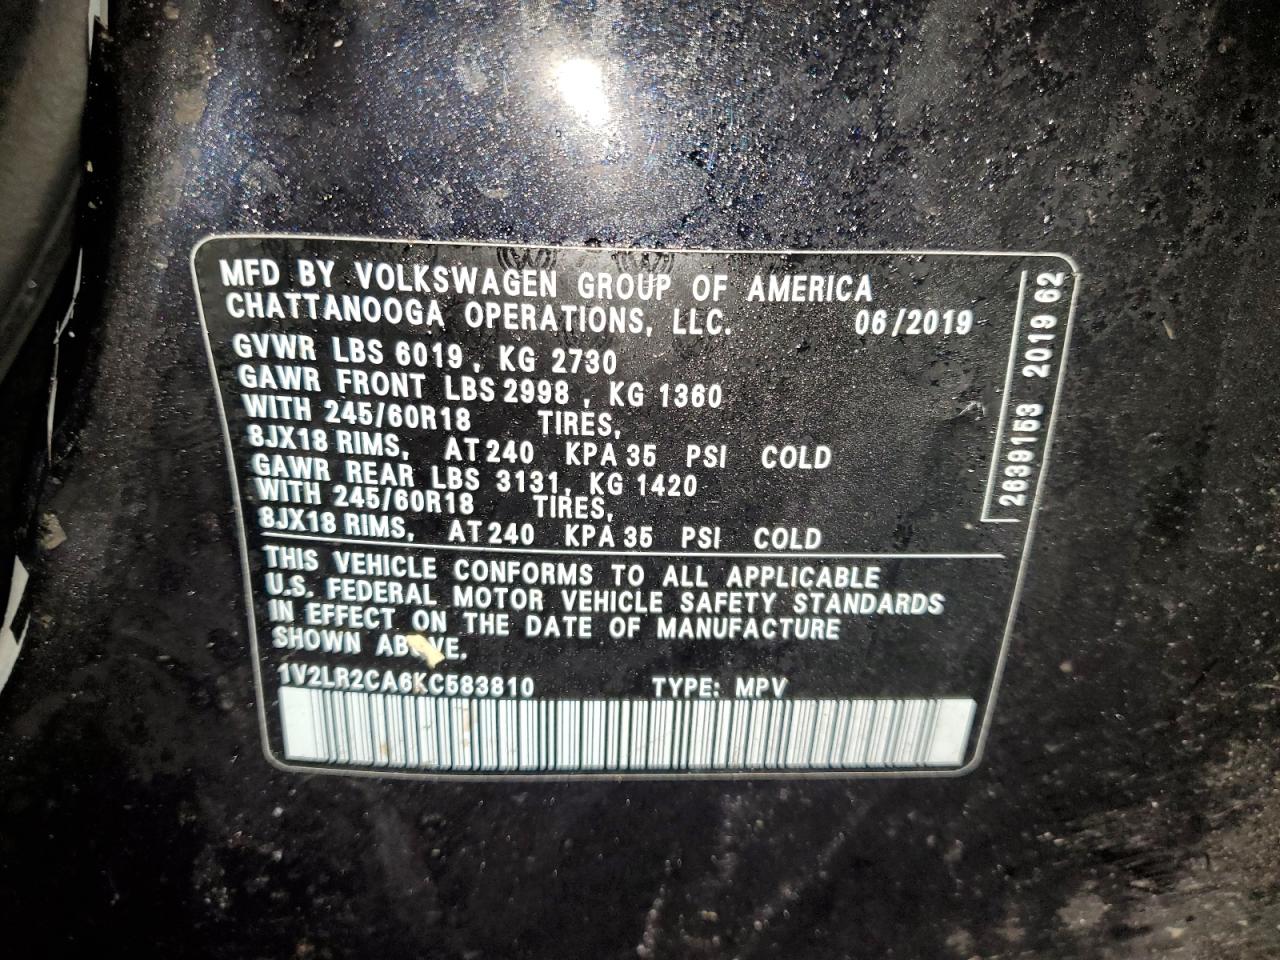 MFD BY VOLKSWAGEN GROUP OF AMERICA
CHATTANOOGA OPERATIONS, LLC. 06/2019
GVWR LBS 6019, KG 2730
GAWR FRONT LBS 2998, KG 1360
WITH 245/60R18 TIRES,
8JX18 RIMS, AT 240 KPA 35 PSI COLD
GAWR REAR LBS 3131, KG 1420
WITH 245/60R18 TIRES,
8JX18 RIMS, AT 240 KPA 35 PSI COLD
THIS VEHICLE CONFORMS TO ALL APPLICABLE
U.S. FEDERAL MOTOR VEHICLE SAFETY STANDARDS
IN EFFECT ON THE DATE OF MANUFACTURE
SHOWN ABOVE.
1V2LR2CA6KC583810 TYPE: MPV
2639153 2019 62